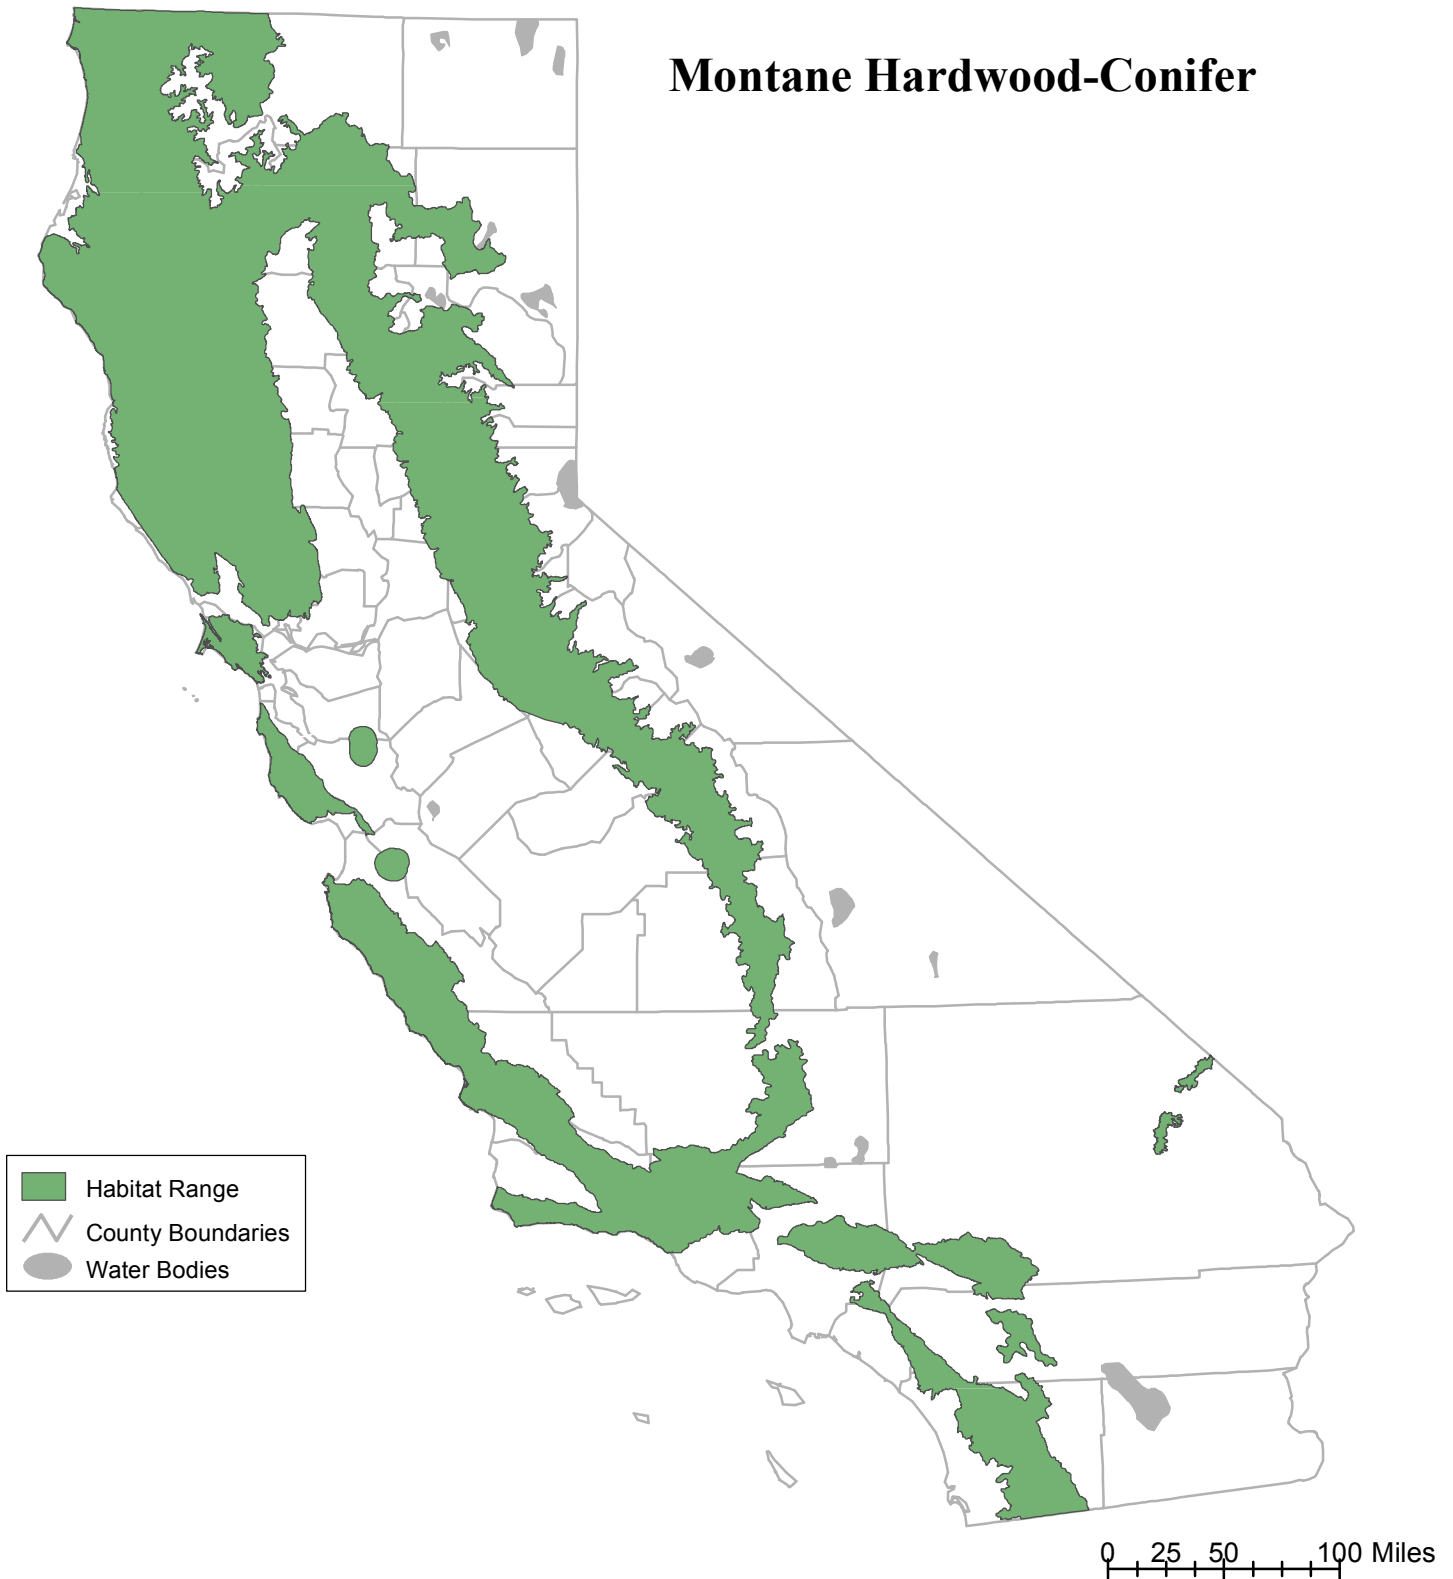 Montane Hardwood-Conifer
Habitat Range
County Boundaries
Water Bodies
0 25 50 100 Miles